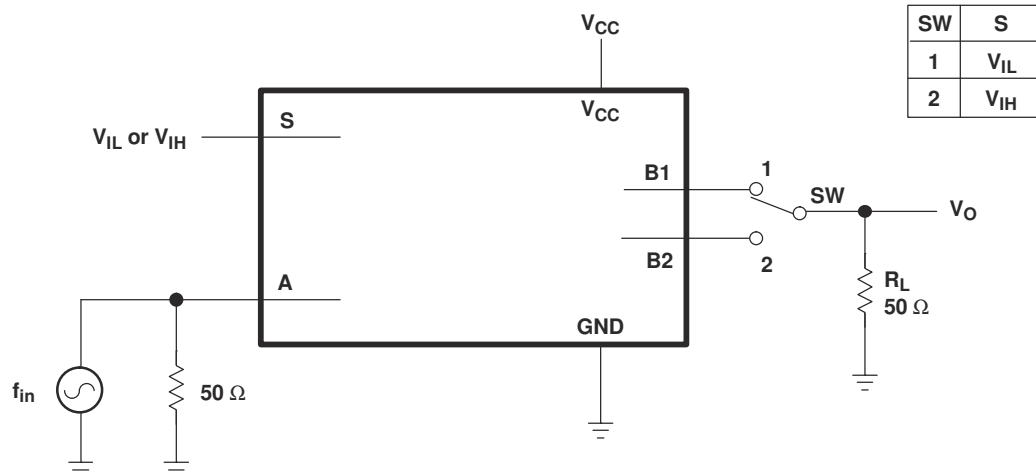 V_CC
SW S
1 V_IL
2 V_IH
V_CC
S
V_IL or V_IH
B1
1
SW
V_O
B2
2
A
R_L
50 Ω
GND
f_in
50 Ω